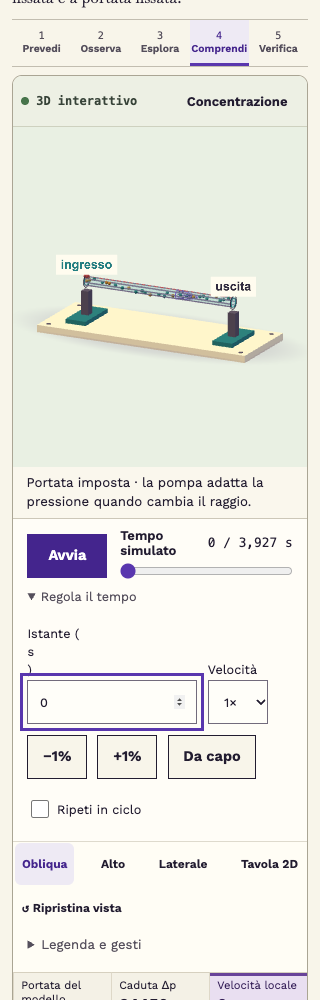 fissata e a portata fissata.
1 2 3 4 5
Prevedi Osserva Esplora Comprendi Verifica
3D interattivo Concentrazione
ingresso
uscita
Portata imposta · la pompa adatta la
pressione quando cambia il raggio.
Avvia
Tempo
simulato
0 / 3,927 s
▼ Regola il tempo
Istante (
s
)
Velocità
0
1×
−1% +1% Da capo
Ripeti in ciclo
Obliqua Alto Laterale Tavola 2D
↺ Ripristina vista
▶ Legenda e gesti
Portata del
modello
Caduta Δp
Velocità locale